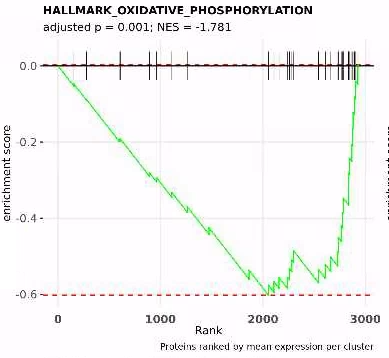 HALLMARK_OXIDATIVE_PHOSPHORYLATION
adjusted p = 0.001; NES = -1.781
0.0
-0.2
-0.4
-0.6
enrichment score
0
1000
2000
3000
Rank
Proteins ranked by mean expression per cluster